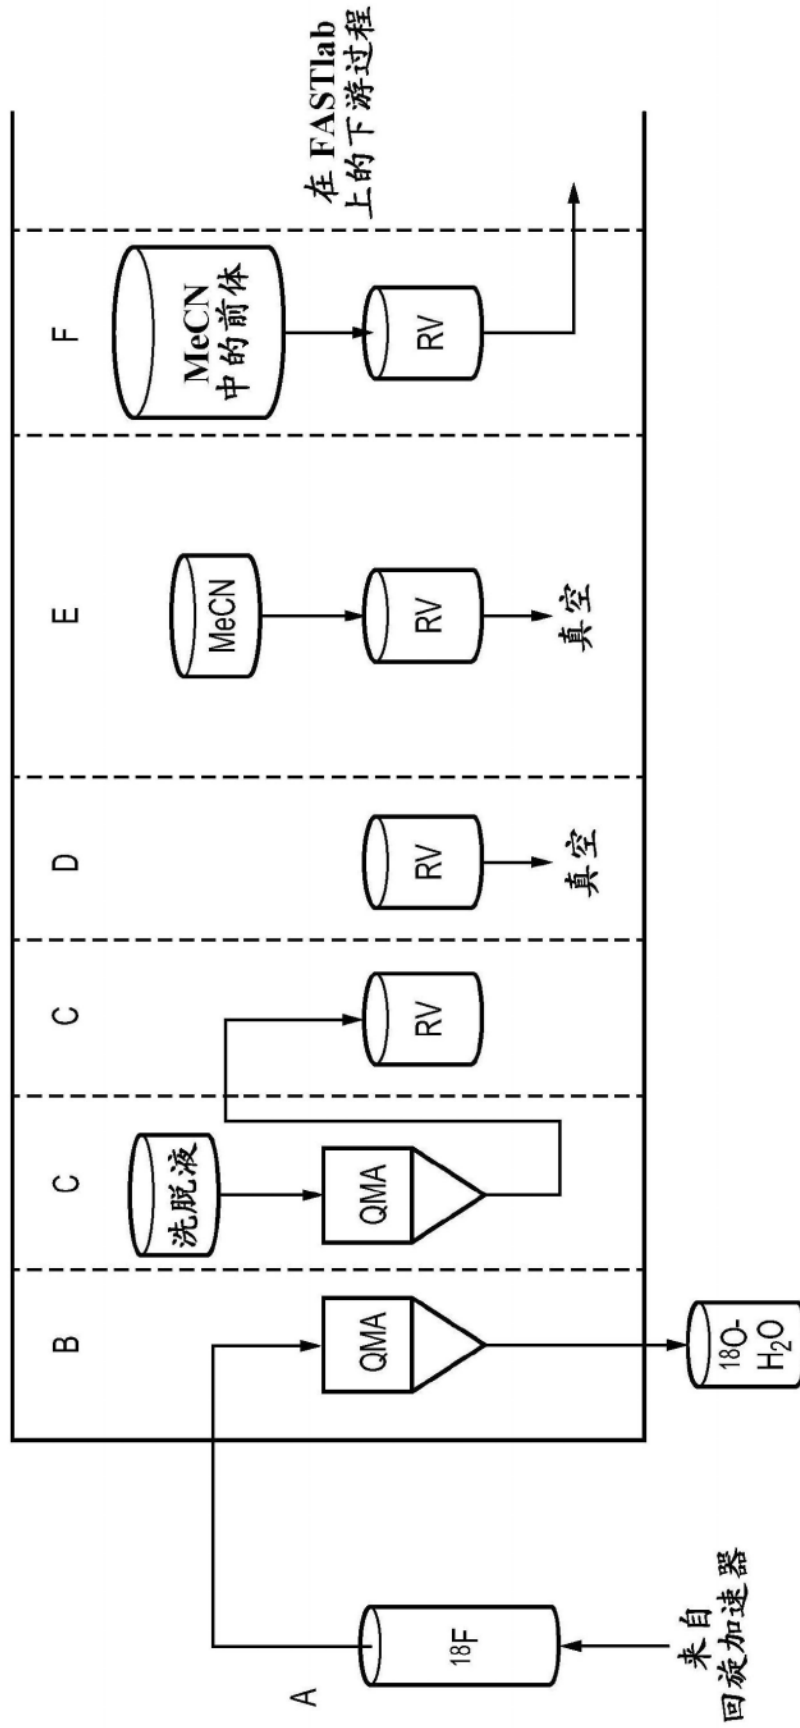 A
¹⁸F
来自
回旋加速器
B
QMA
¹⁸O-
H₂O
C
洗脱液
QMA
C
RV
D
RV
真空
E
MeCN
RV
真空
F
MeCN
中的前体
RV
在 FASTlab
上的下游过程